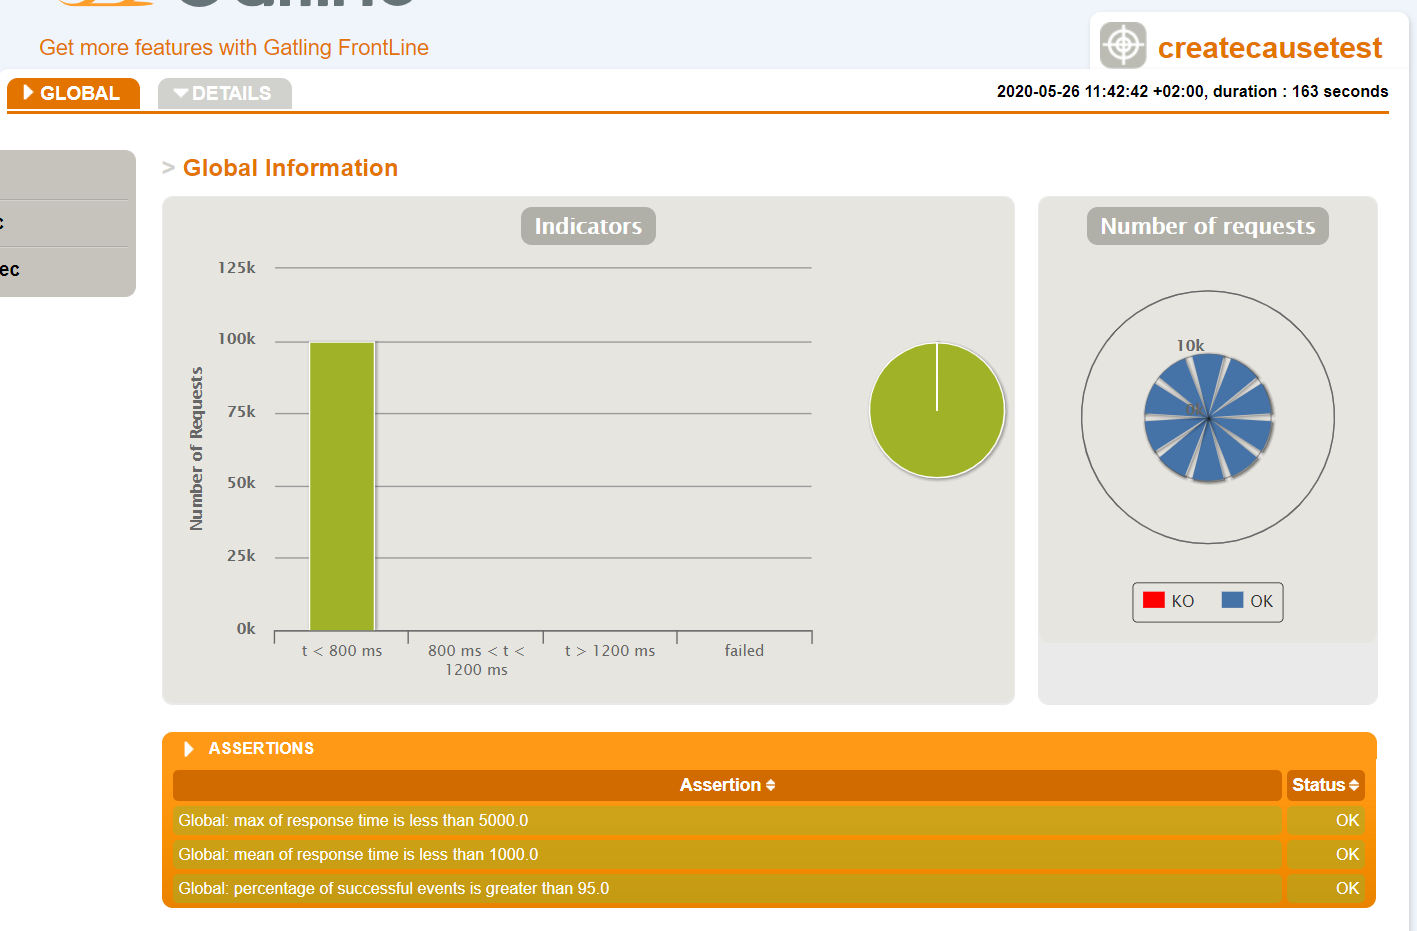 Get more features with Gatling FrontLine
createcausetest
GLOBAL
DETAILS
2020-05-26 11:42:42 +02:00, duration : 163 seconds
ec
> Global Information
Indicators
125k
100k
75k
50k
25k
0k
Number of Requests
t < 800 ms
800 ms < t <
1200 ms
t > 1200 ms
failed
Number of requests
10k
0k
KO
OK
ASSERTIONS
Assertion
Status
Global: max of response time is less than 5000.0
OK
Global: mean of response time is less than 1000.0
OK
Global: percentage of successful events is greater than 95.0
OK